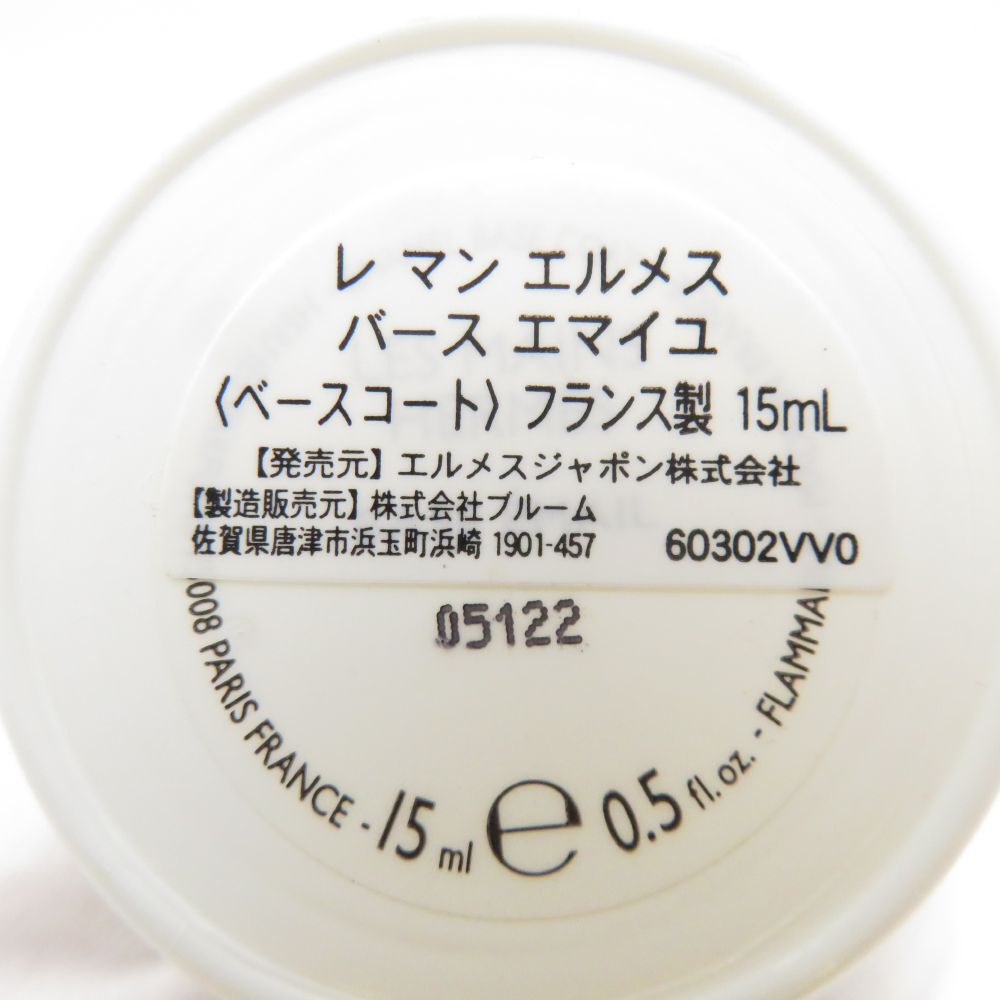 レ マン エルメス
バース エマイユ
〈ベースコート〉 フランス製 15mL
【発売元】 エルメスジャポン株式会社
【製造販売元】 株式会社ブルーム
佐賀県唐津市浜玉町浜崎 1901-457 60302VV0
05122
008 PARIS FRANCE - 15 ml e 0.5 fl.oz. - FLAMMA